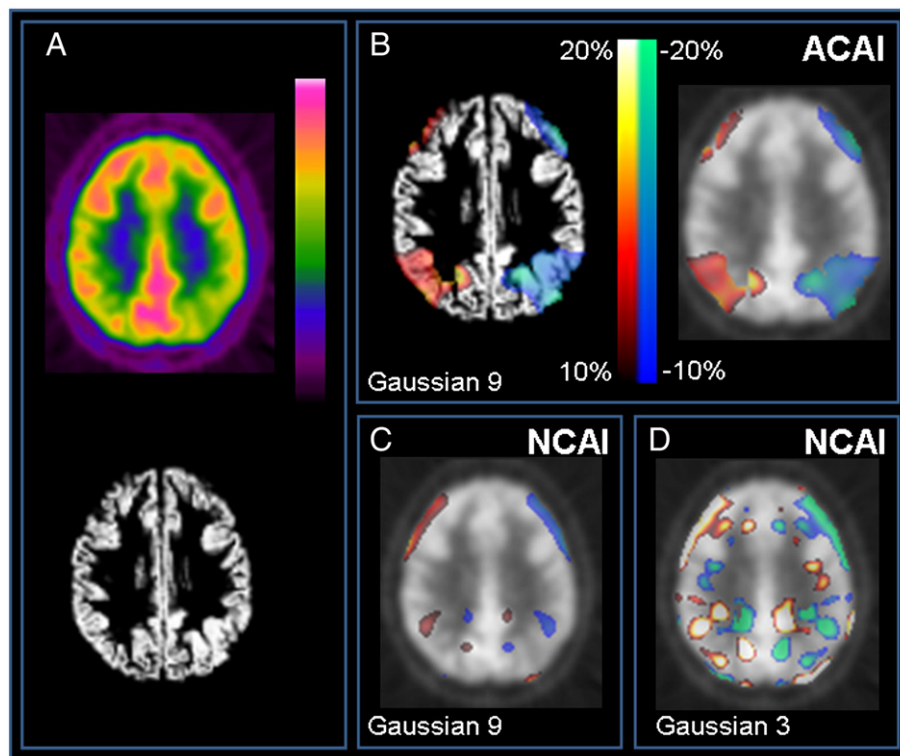 A
B
20%
-20%
ACAI
10%
-10%
Gaussian 9
C
NCAI
Gaussian 9
D
NCAI
Gaussian 3